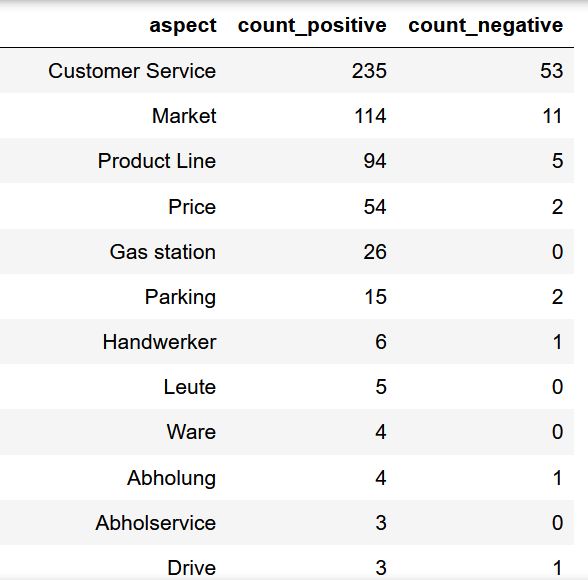 aspect count_positive count_negative
Customer Service 235 53
Market 114 11
Product Line 94 5
Price 54 2
Gas station 26 0
Parking 15 2
Handwerker 6 1
Leute 5 0
Ware 4 0
Abholung 4 1
Abholservice 3 0
Drive 3 1